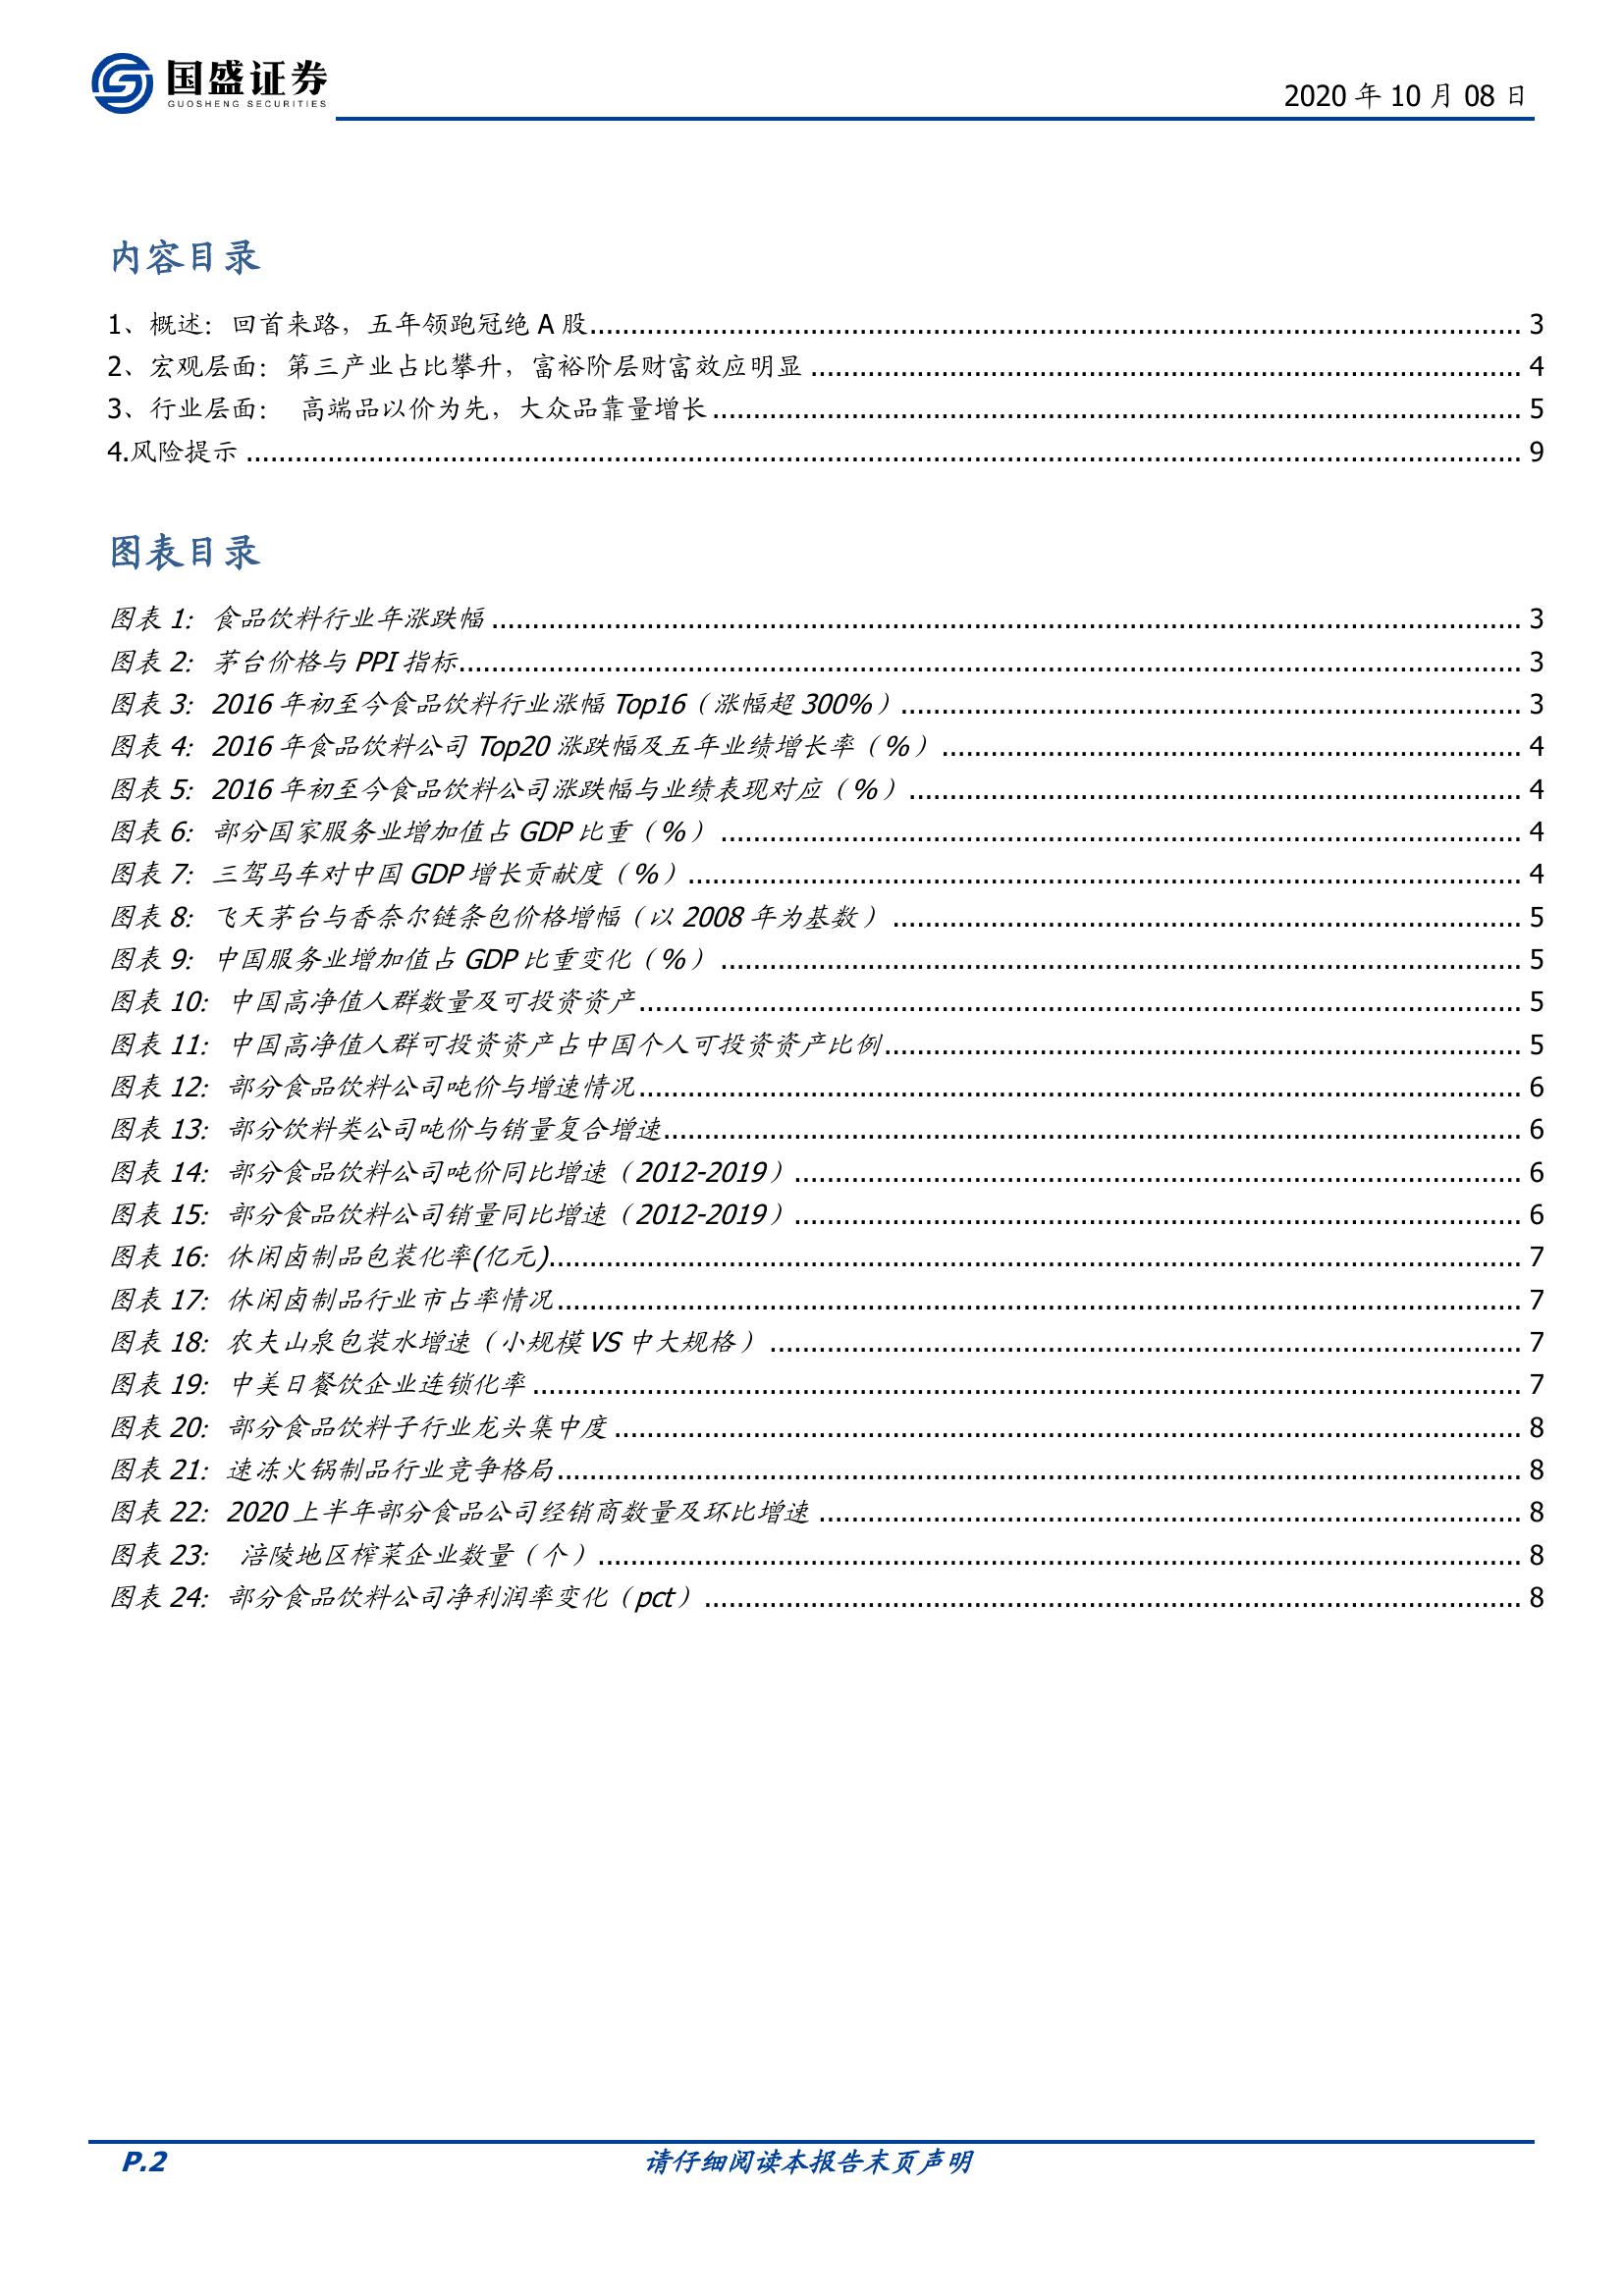 国盛证券
GUOSHENG SECURITIES
2020 年 10 月 08 日
内容目录
1、概述：回首来路，五年领跑冠绝 A 股 3
2、宏观层面：第三产业占比攀升，富裕阶层财富效应明显 4
3、行业层面： 高端品以价为先，大众品靠量增长 5
4.风险提示 9
图表目录
图表 1: 食品饮料行业年涨跌幅 3
图表 2: 茅台价格与 PPI 指标 3
图表 3: 2016 年初至今食品饮料行业涨幅 Top16（涨幅超 300%） 3
图表 4: 2016 年食品饮料公司 Top20 涨跌幅及五年业绩增长率（%） 4
图表 5: 2016 年初至今食品饮料公司涨跌幅与业绩表现对应（%） 4
图表 6: 部分国家服务业增加值占 GDP 比重（%） 4
图表 7: 三驾马车对中国 GDP 增长贡献度（%） 4
图表 8: 飞天茅台与香奈尔链条包价格增幅（以 2008 年为基数） 5
图表 9: 中国服务业增加值占 GDP 比重变化（%） 5
图表 10: 中国高净值人群数量及可投资资产 5
图表 11: 中国高净值人群可投资资产占中国个人可投资资产比例 5
图表 12: 部分食品饮料公司吨价与增速情况 6
图表 13: 部分饮料类公司吨价与销量复合增速 6
图表 14: 部分食品饮料公司吨价同比增速（2012-2019） 6
图表 15: 部分食品饮料公司销量同比增速（2012-2019） 6
图表 16: 休闲卤制品包装化率(亿元) 7
图表 17: 休闲卤制品行业市占率情况 7
图表 18: 农夫山泉包装水增速（小规模 VS 中大规格） 7
图表 19: 中美日餐饮企业连锁化率 7
图表 20: 部分食品饮料子行业龙头集中度 8
图表 21: 速冻火锅制品行业竞争格局 8
图表 22: 2020 上半年部分食品公司经销商数量及环比增速 8
图表 23: 涪陵地区榨菜企业数量（个） 8
图表 24: 部分食品饮料公司净利润率变化（pct） 8
P.2
请仔细阅读本报告末页声明